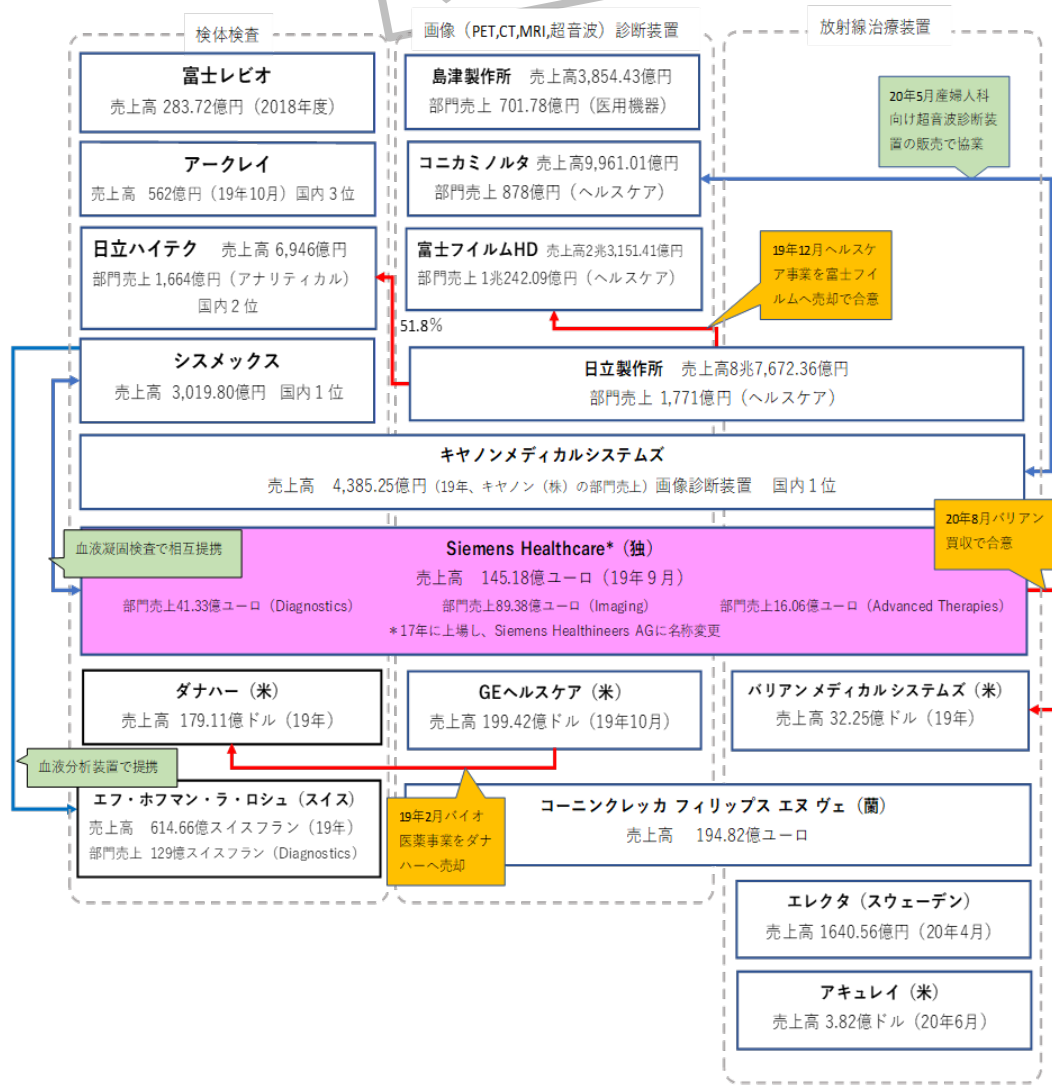 検体検査
画像（PET,CT,MRI,超音波）診断装置
放射線治療装置
富士レビオ
売上高 283.72億円（2018年度）
アークレイ
売上高 562億円（19年10月）国内３位
日立ハイテク 売上高 6,946億円
部門売上 1,664億円（アナリティカル）
国内２位
シスメックス
売上高 3,019.80億円 国内１位
島津製作所 売上高3,854.43億円
部門売上 701.78億円（医用機器）
コニカミノルタ 売上高9,961.01億円
部門売上 878億円（ヘルスケア）
富士フイルムHD 売上高2兆3,151.41億円
部門売上 1兆242.09億円（ヘルスケア）
20年5月産婦人科
向け超音波診断装
置の販売で協業
19年12月ヘルスケ
ア事業を富士フイ
ルムへ売却で合意
51.8％
日立製作所 売上高8兆7,672.36億円
部門売上 1,771億円（ヘルスケア）
キヤノンメディカルシステムズ
売上高 4,385.25億円（19年、キヤノン（株）の部門売上）画像診断装置 国内１位
20年8月バリアン
買収で合意
血液凝固検査で相互提携
Siemens Healthcare*（独）
売上高 145.18億ユーロ（19年９月）
部門売上41.33億ユーロ（Diagnostics）
部門売上89.38億ユーロ（Imaging）
部門売上16.06億ユーロ（Advanced Therapies）
＊17年に上場し、Siemens Healthineers AGに名称変更
ダナハー（米）
売上高 179.11億ドル（19年）
GEヘルスケア（米）
売上高 199.42億ドル（19年10月）
バリアン メディカル システムズ（米）
売上高 32.25億ドル（19年）
血液分析装置で提携
エフ・ホフマン・ラ・ロシュ（スイス）
売上高 614.66億スイスフラン（19年）
部門売上 129億スイスフラン（Diagnostics）
19年2月バイオ
医薬事業をダナ
ハーへ売却
コーニンクレッカ フィリップス エヌ ヴェ（蘭）
売上高 194.82億ユーロ
エレクタ（スウェーデン）
売上高 1640.56億円（20年4月）
アキュレイ（米）
売上高 3.82億ドル（20年6月）